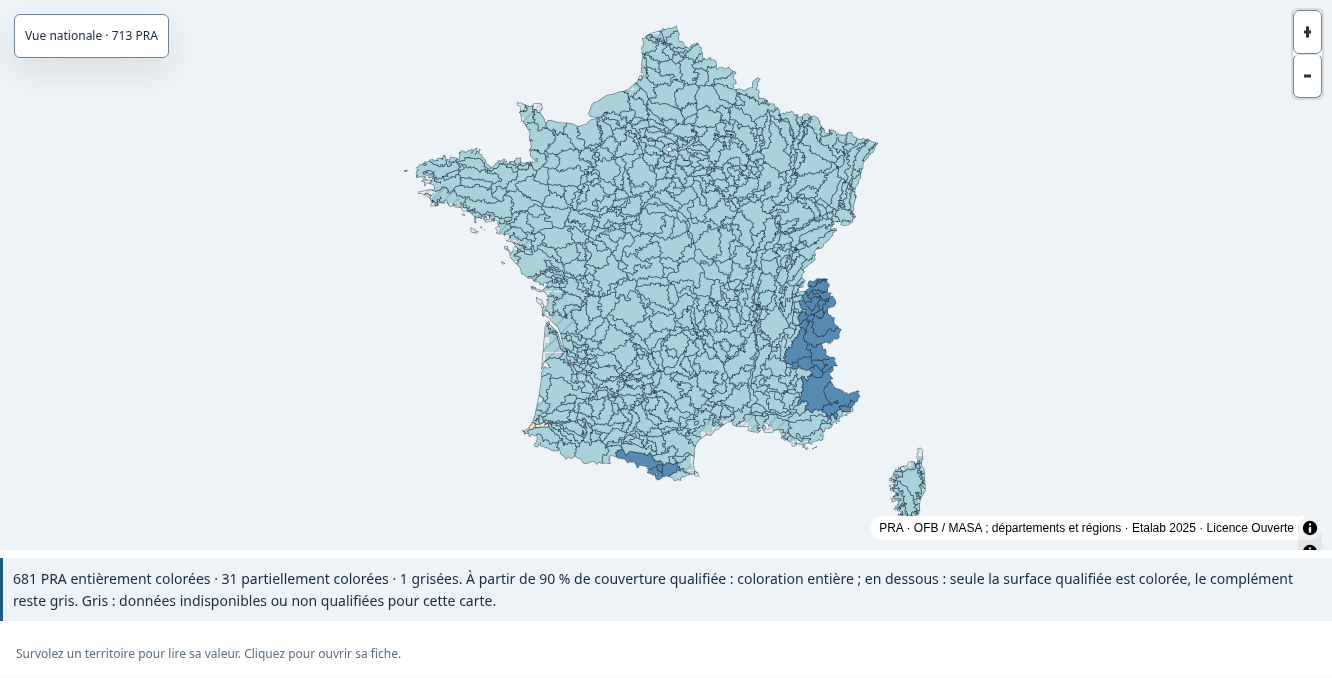 Vue nationale · 713 PRA
+
-
PRA · OFB / MASA ; départements et régions · Etalab 2025 · Licence Ouverte
681 PRA entièrement colorées · 31 partiellement colorées · 1 grisées. À partir de 90 % de couverture qualifiée : coloration entière ; en dessous : seule la surface qualifiée est colorée, le complément
reste gris. Gris : données indisponibles ou non qualifiées pour cette carte.
Survolez un territoire pour lire sa valeur. Cliquez pour ouvrir sa fiche.